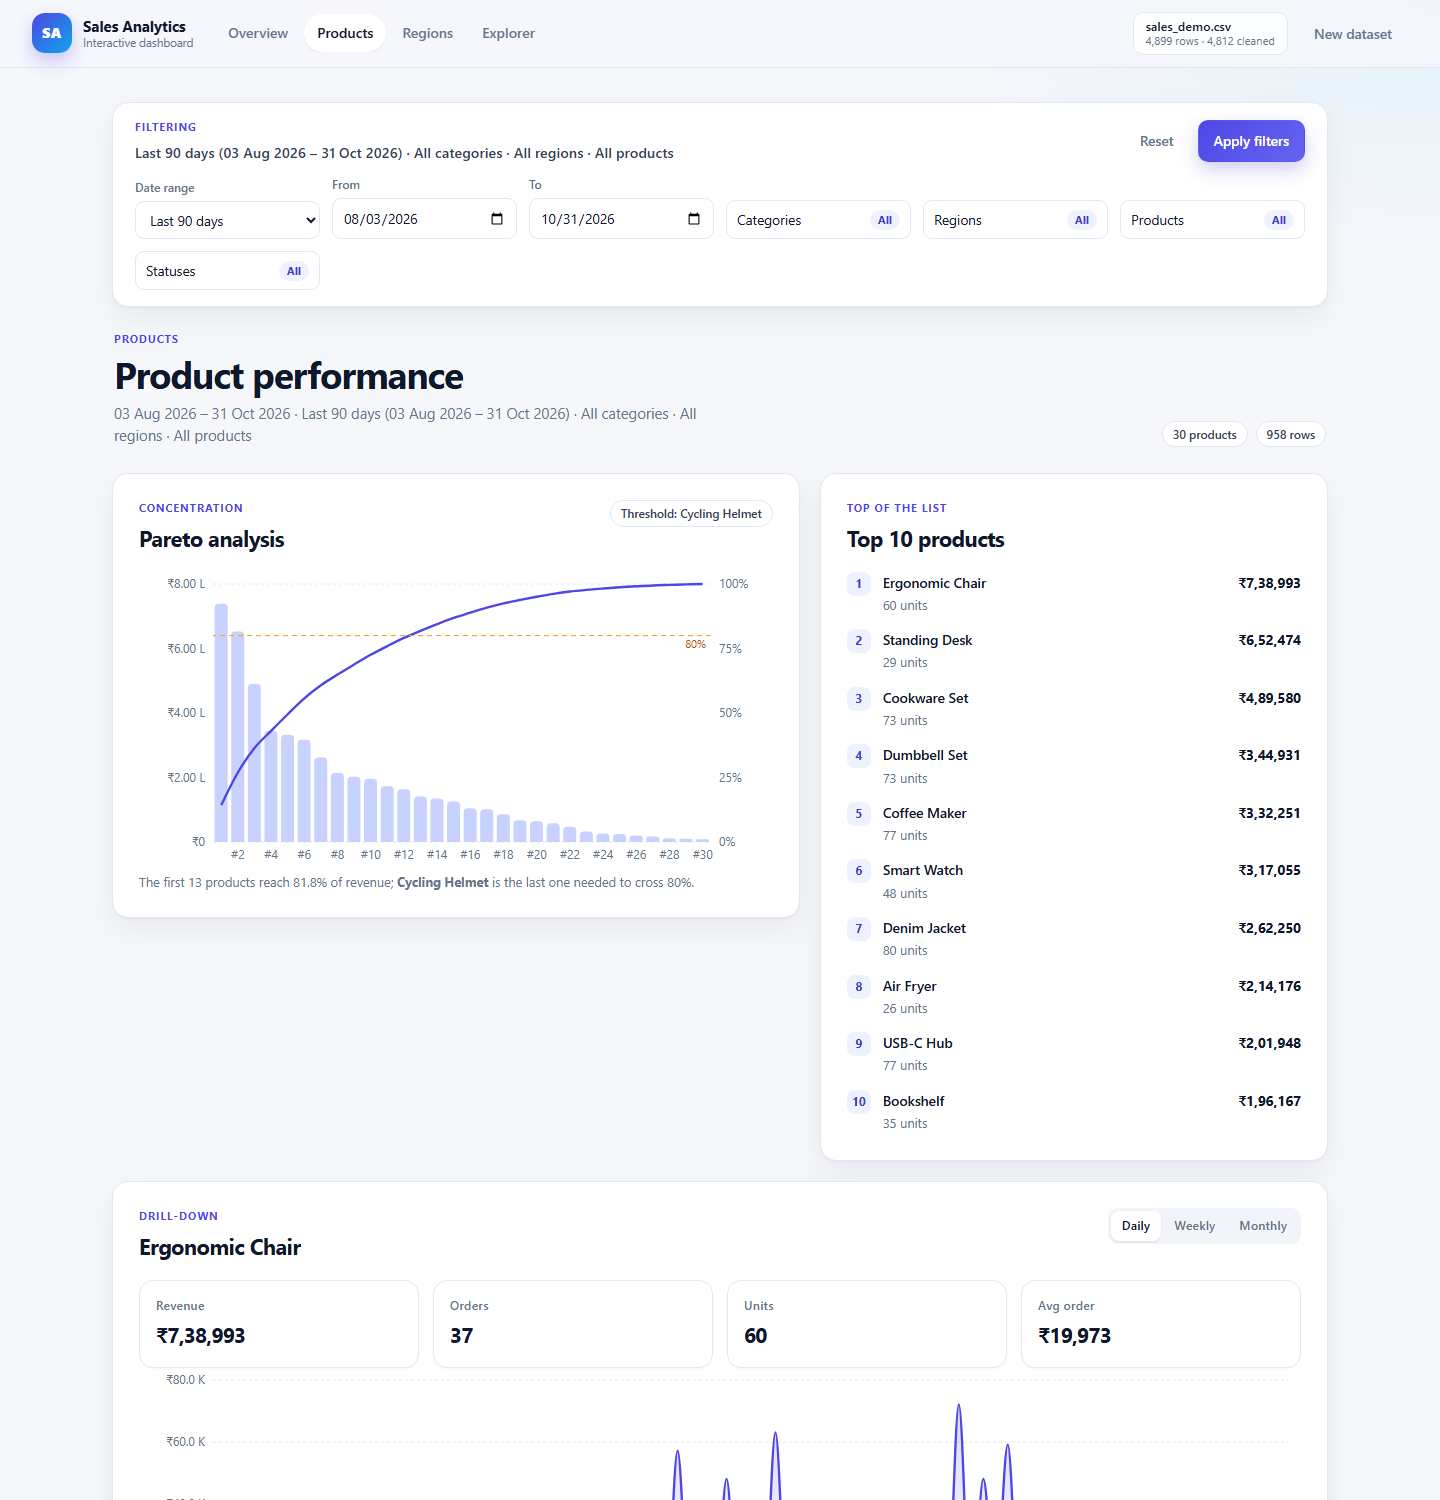 SA
Sales Analytics
Interactive dashboard
Overview
Products
Regions
Explorer
sales_demo.csv
4,899 rows · 4,812 cleaned
New dataset
FILTERING
Last 90 days (03 Aug 2026 – 31 Oct 2026) · All categories · All regions · All products
Reset
Apply filters
Date range
From
To
Last 90 days
08/03/2026
10/31/2026
Categories All
Regions All
Products All
Statuses All
PRODUCTS
Product performance
03 Aug 2026 – 31 Oct 2026 · Last 90 days (03 Aug 2026 – 31 Oct 2026) · All categories · All
regions · All products
30 products
958 rows
CONCENTRATION
Pareto analysis
Threshold: Cycling Helmet
₹8.00 L
₹6.00 L
₹4.00 L
₹2.00 L
₹0
100%
80%
75%
50%
25%
0%
#2 #4 #6 #8 #10 #12 #14 #16 #18 #20 #22 #24 #26 #28 #30
The first 13 products reach 81.8% of revenue; Cycling Helmet is the last one needed to cross 80%.
TOP OF THE LIST
Top 10 products
1 Ergonomic Chair ₹7,38,993
60 units
2 Standing Desk ₹6,52,474
29 units
3 Cookware Set ₹4,89,580
73 units
4 Dumbbell Set ₹3,44,931
73 units
5 Coffee Maker ₹3,32,251
77 units
6 Smart Watch ₹3,17,055
48 units
7 Denim Jacket ₹2,62,250
80 units
8 Air Fryer ₹2,14,176
26 units
9 USB-C Hub ₹2,01,948
77 units
10 Bookshelf ₹1,96,167
35 units
DRILL-DOWN
Ergonomic Chair
Daily
Weekly
Monthly
Revenue
₹7,38,993
Orders
37
Units
60
Avg order
₹19,973
₹80.0 K
₹60.0 K